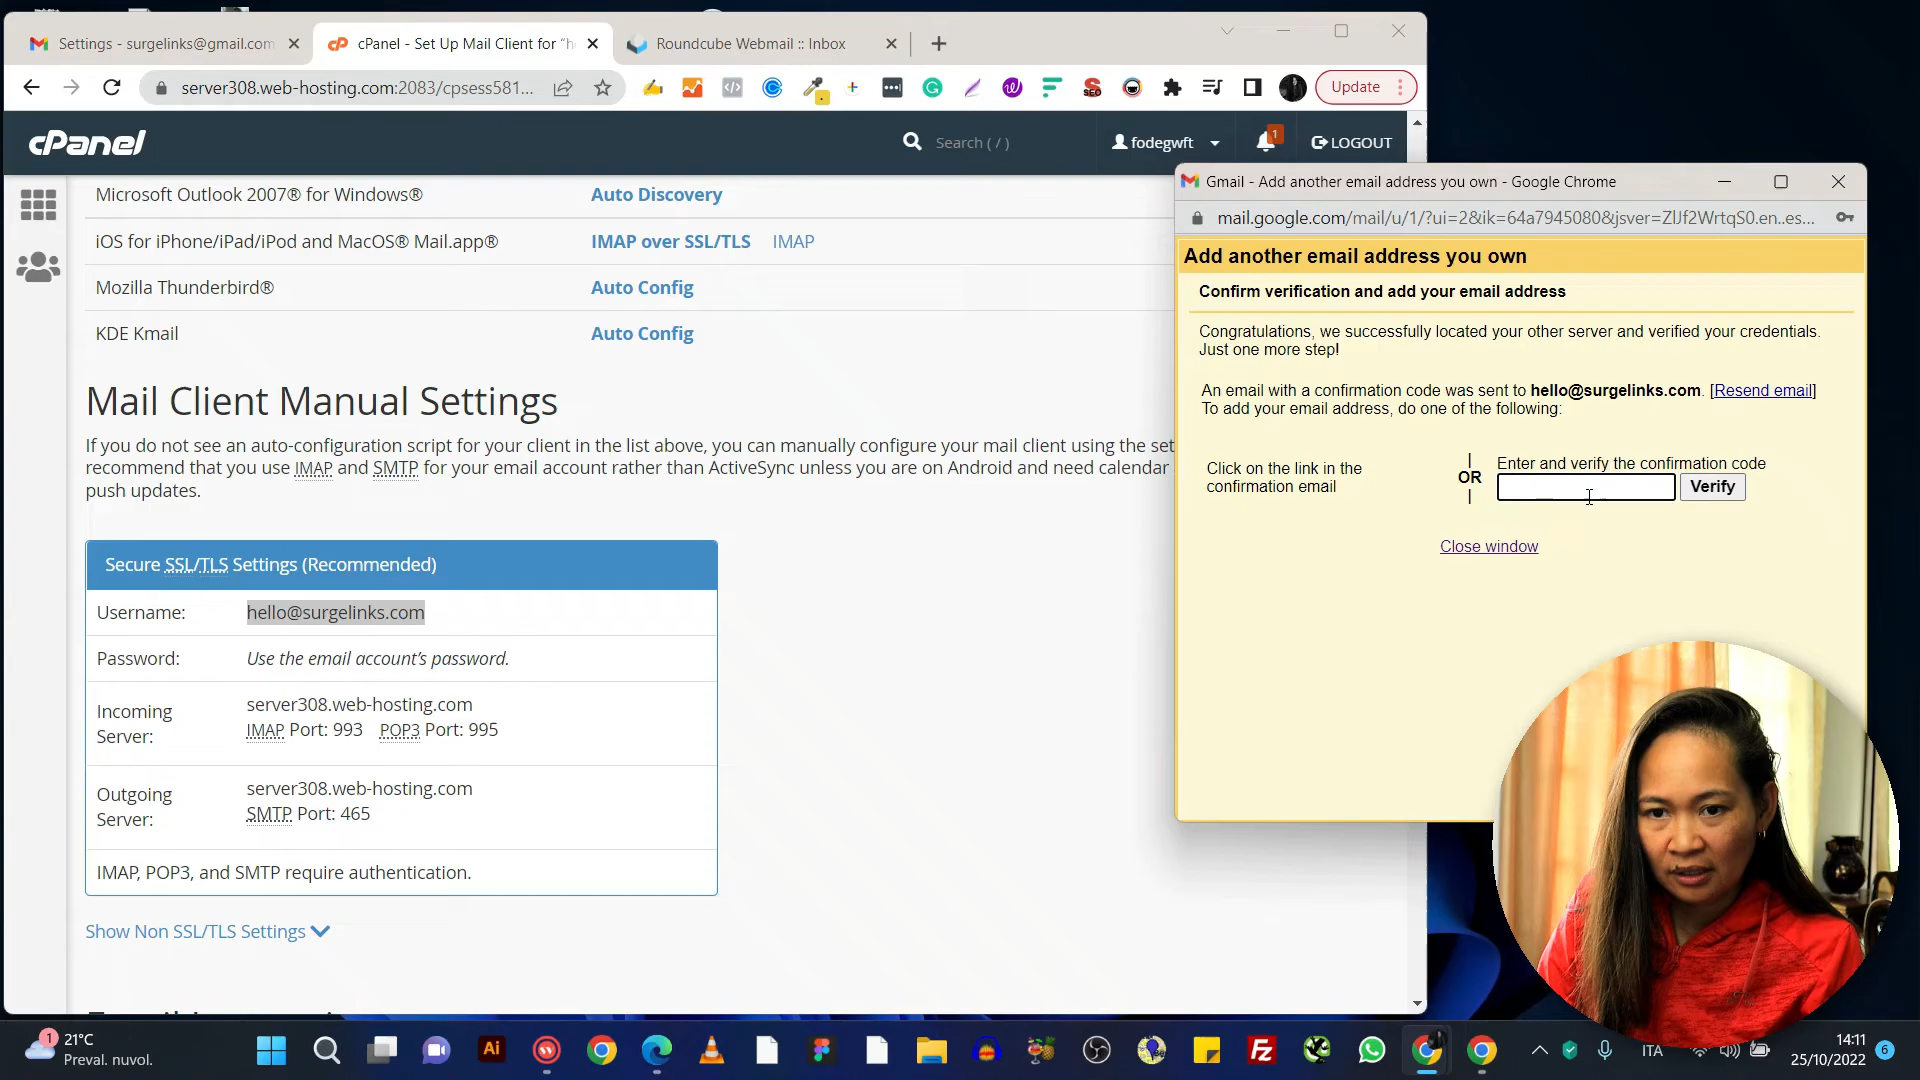 Settings - surgelinks@gmail.com
cPanel - Set Up Mail Client for "h
Roundcube Webmail :: Inbox
server308.web-hosting.com:2083/cpsess581...
SEO
Update
cPanel
Search ( / )
fodegwft
1
LOGOUT
Microsoft Outlook 2007® for Windows® Auto Discovery
iOS for iPhone/iPad/iPod and MacOS® Mail.app® IMAP over SSL/TLS IMAP
Mozilla Thunderbird® Auto Config
KDE Kmail Auto Config
Mail Client Manual Settings
If you do not see an auto-configuration script for your client in the list above, you can manually configure your mail client using the set
recommend that you use IMAP and SMTP for your email account rather than ActiveSync unless you are on Android and need calendar
push updates.
Secure SSL/TLS Settings (Recommended)
Username: hello@surgelinks.com
Password: Use the email account's password.
Incoming Server: server308.web-hosting.com
IMAP Port: 993 POP3 Port: 995
Outgoing Server: server308.web-hosting.com
SMTP Port: 465
IMAP, POP3, and SMTP require authentication.
Show Non SSL/TLS Settings
Gmail - Add another email address you own - Google Chrome
mail.google.com/mail/u/1/?ui=2&ik=64a7945080&jsver=ZlJf2WrtqS0.en..es...
Add another email address you own
Confirm verification and add your email address
Congratulations, we successfully located your other server and verified your credentials.
Just one more step!
An email with a confirmation code was sent to hello@surgelinks.com. [Resend email]
To add your email address, do one of the following:
Click on the link in the
confirmation email
|
OR
|
Enter and verify the confirmation code
Verify
Close window
1
21°C
Preval. nuvol.
Ai
Fz
ITA
14:11
25/10/2022
6